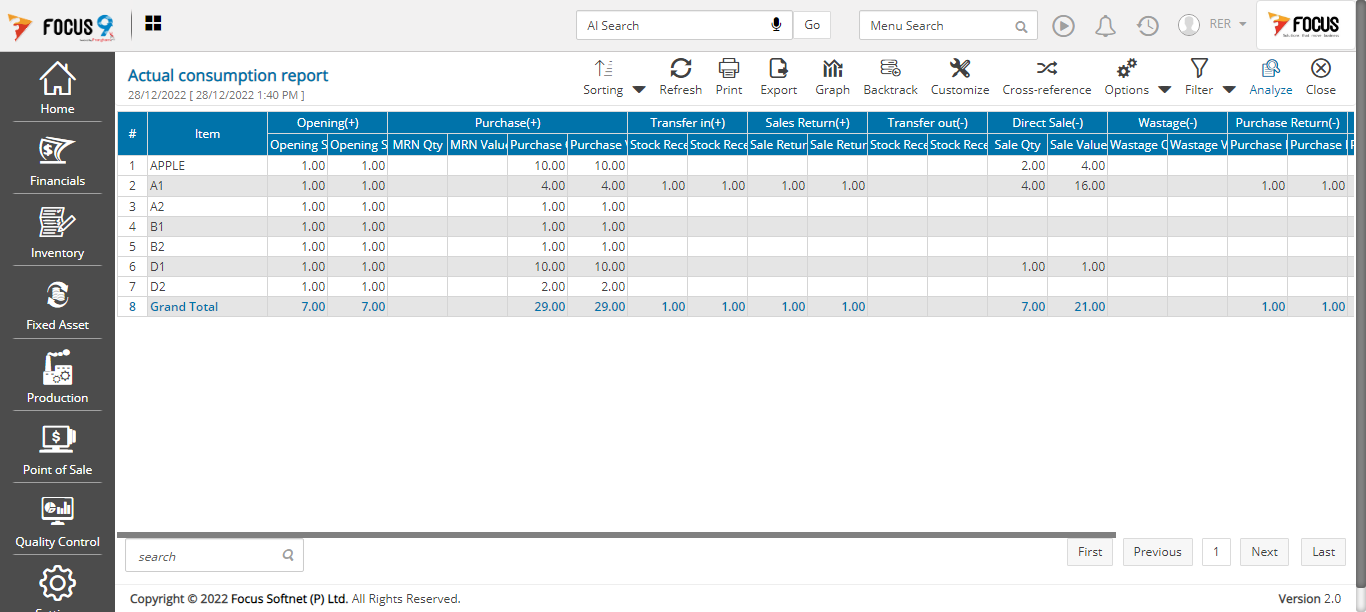 FOCUS 9
AI Search Go Menu Search RER FOCUS
Home
Financials
Inventory
Fixed Asset
Production
Point of Sale
Quality Control
Actual consumption report
28/12/2022 [ 28/12/2022 1:40 PM ]
Sorting Refresh Print Export Graph Backtrack Customize Cross-reference Options Filter Analyze Close
# Item Opening(+) Purchase(+) Transfer in(+) Sales Return(+) Transfer out(-) Direct Sale(-) Wastage(-) Purchase Return(-)
Opening S Opening S MRN Qty MRN Valu Purchase Purchase Stock Rece Stock Rece Sale Retur Sale Retur Stock Rece Stock Rece Sale Qty Sale Value Wastage Wastage Purchase Purchase
1 APPLE 1.00 1.00 10.00 10.00 2.00 4.00
2 A1 1.00 1.00 4.00 4.00 1.00 1.00 1.00 1.00 4.00 16.00 1.00 1.00
3 A2 1.00 1.00 1.00 1.00
4 B1 1.00 1.00 1.00 1.00
5 B2 1.00 1.00 1.00 1.00
6 D1 1.00 1.00 10.00 10.00 1.00 1.00
7 D2 1.00 1.00 2.00 2.00
8 Grand Total 7.00 7.00 29.00 29.00 1.00 1.00 1.00 1.00 7.00 21.00 1.00 1.00
search First Previous 1 Next Last
Copyright © 2022 Focus Softnet (P) Ltd. All Rights Reserved. Version 2.0